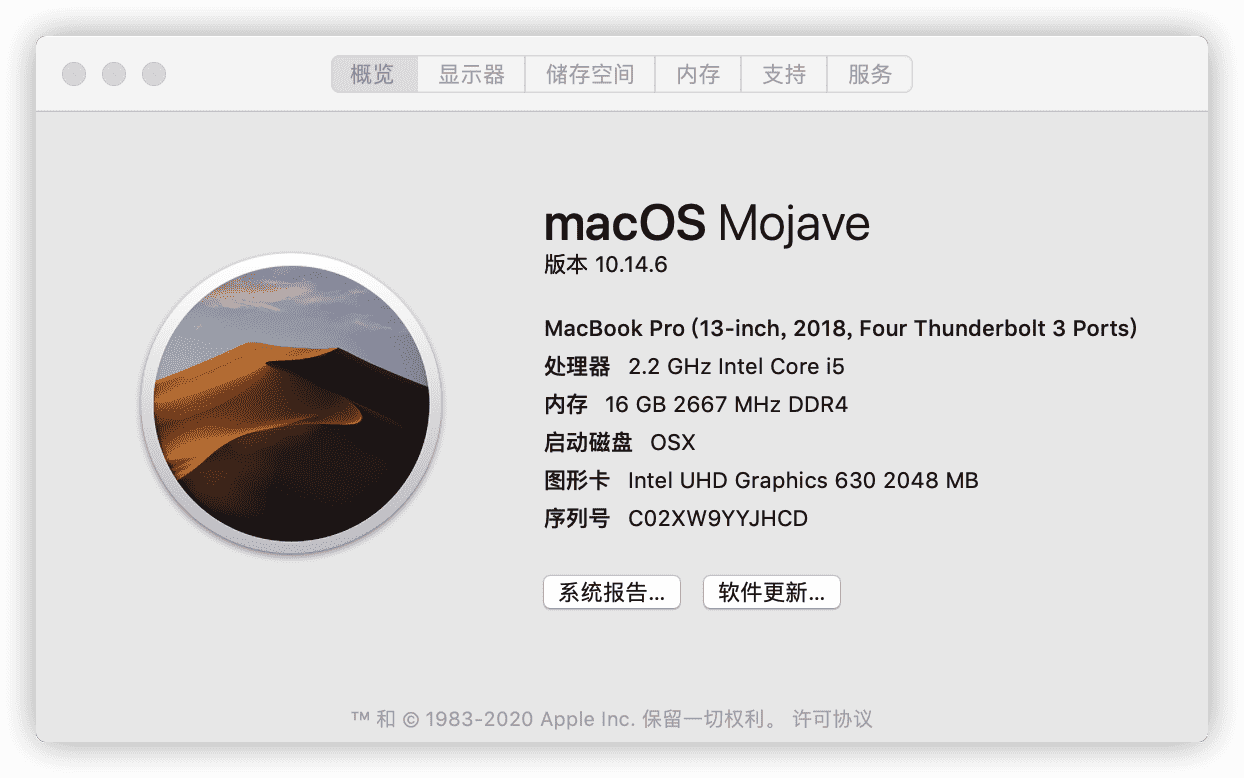 概览 显示器 储存空间 内存 支持 服务
macOS Mojave
版本 10.14.6
MacBook Pro (13-inch, 2018, Four Thunderbolt 3 Ports)
处理器 2.2 GHz Intel Core i5
内存 16 GB 2667 MHz DDR4
启动磁盘 OSX
图形卡 Intel UHD Graphics 630 2048 MB
序列号 C02XW9YYJHCD
系统报告... 软件更新...
™ 和 © 1983-2020 Apple Inc. 保留一切权利。 许可协议